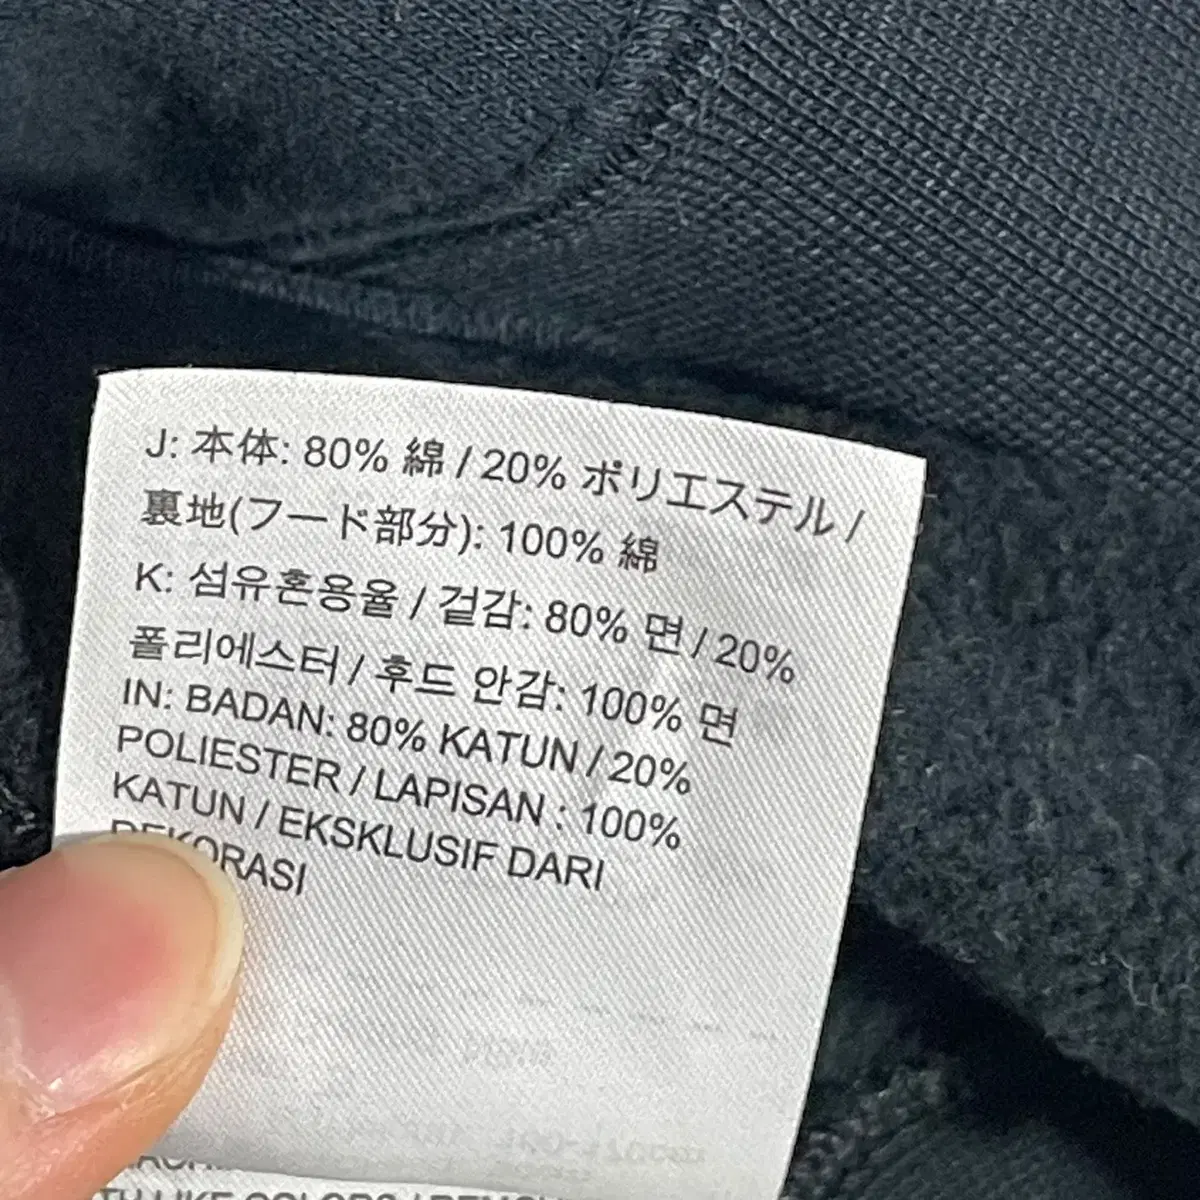 J: 本体: 80% 綿 / 20% ポリエステル /
裏地(フード部分): 100% 綿
K: 섬유혼용율 / 겉감: 80% 면 / 20%
폴리에스터 / 후드 안감: 100% 면
IN: BADAN: 80% KATUN / 20%
POLIESTER / LAPISAN : 100%
KATUN / EKSKLUSIF DARI
DEKORASI
LIKE COLORS /